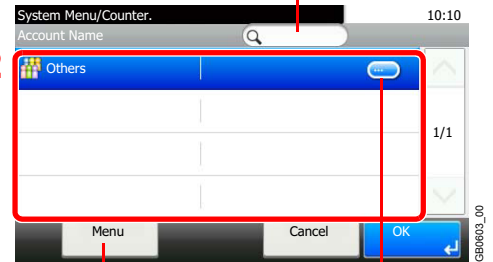 System Menu/Counter.
10:10
Account Name
Others
1/1
Menu
Cancel
OK
GB0603_00